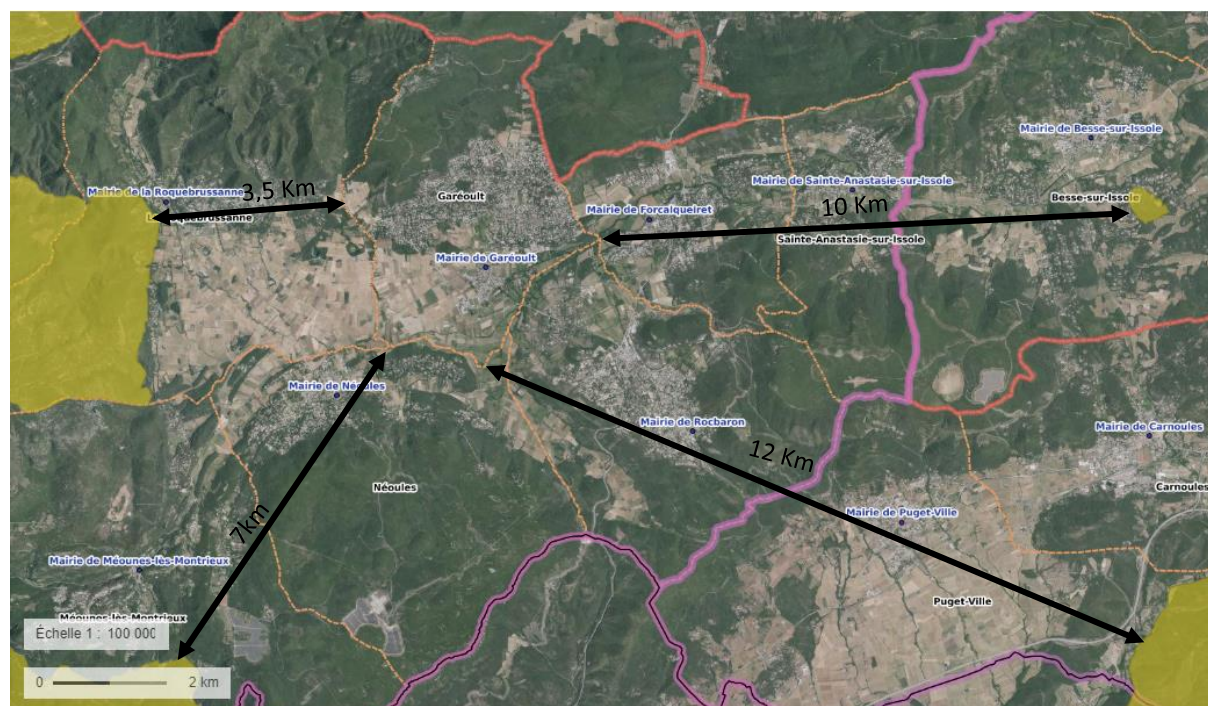 Mairie de Besse-sur-Issole
Mairie de la Roquebrussanne
3,5 Km
Garéoult
Mairie de Sainte-Anastasie-sur-Issole
Besse-sur-Issole
Mairie de Forcalqueiret
10 Km
Sainte-Anastasie-sur-Issole
Mairie de Garéoult
Mairie de Néoules
Mairie de Rocbaron
Mairie de Carnoules
12 Km
Néoules
Carnoules
7km
Mairie de Puget-Ville
Mairie de Méounes-lès-Montrieux
Puget-Ville
Méounes-lès-Montrieux
Échelle 1 : 100 000
0 2 km